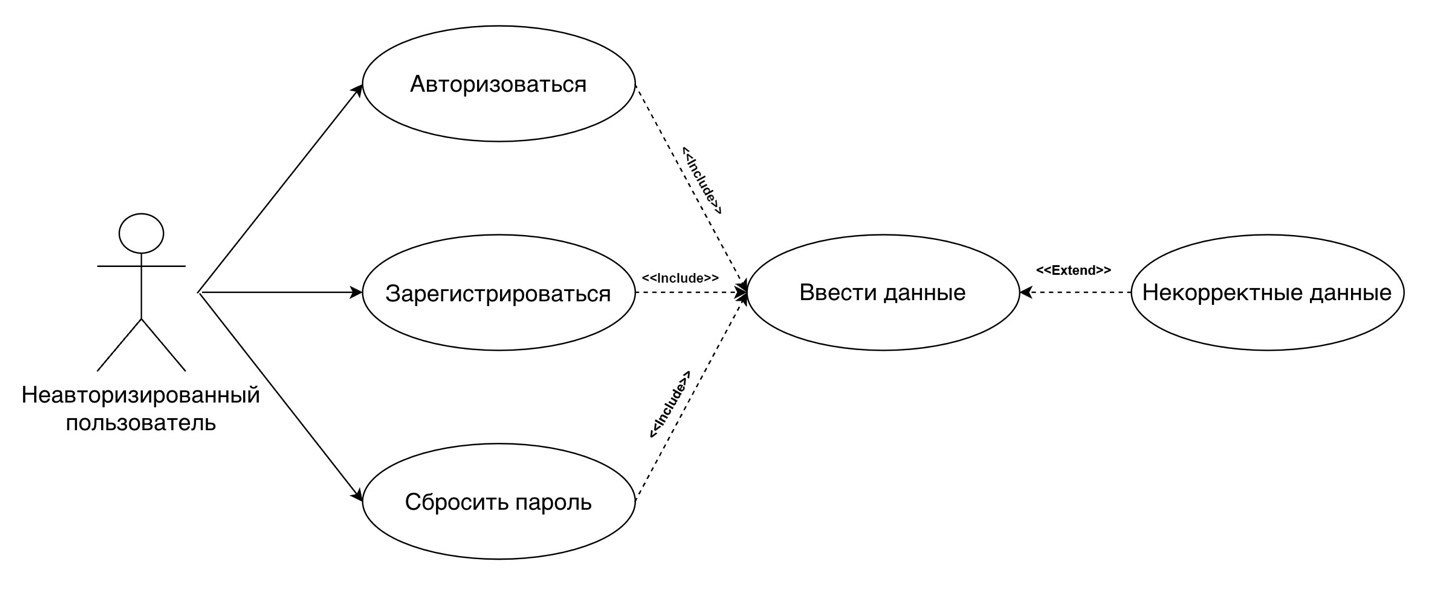 Авторизоваться
<<Include>>
Неавторизированный
пользователь
Зарегистрироваться
<<Include>>
Ввести данные
<<Extend>>
Некорректные данные
<<Include>>
Сбросить пароль